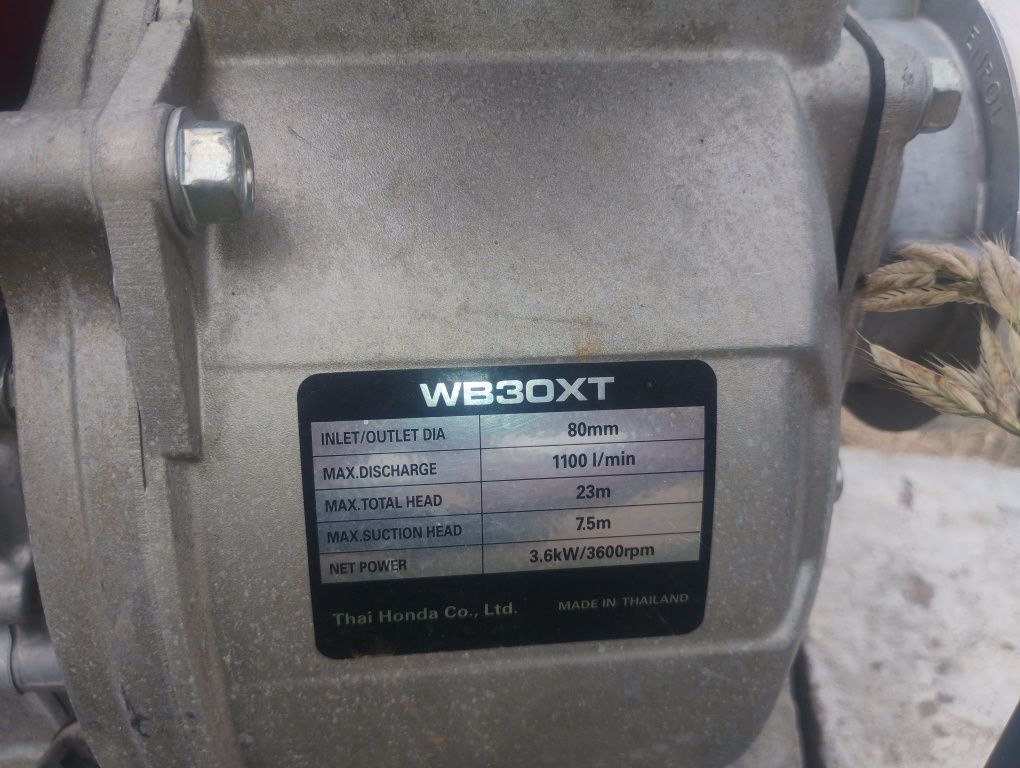 WB30XT
INLET/OUTLET DIA 80mm
MAX.DISCHARGE 1100 l/min
MAX.TOTAL HEAD 23m
MAX.SUCTION HEAD 7.5m
NET POWER 3.6kW/3600rpm
Thai Honda Co., Ltd. MADE IN THAILAND